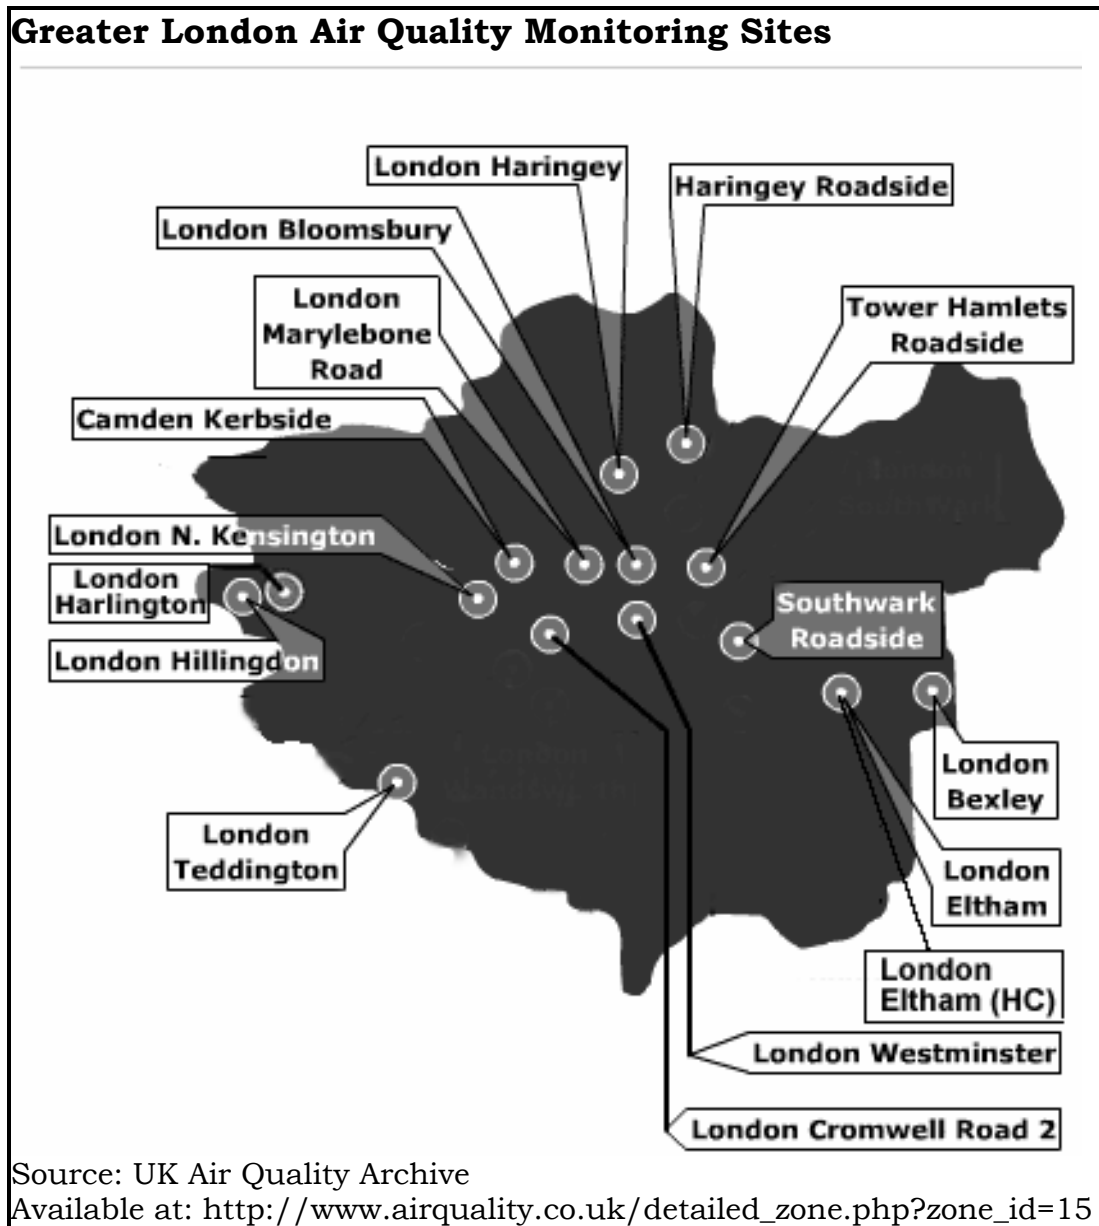 Greater London Air Quality Monitoring Sites
London Haringey
Haringey Roadside
London Bloomsbury
London
Marylebone
Road
Tower Hamlets
Roadside
Camden Kerbside
London N. Kensington
London
Harlington
Southwark
Roadside
London Hillingdon
London
Bexley
London
Teddington
London
Eltham
London
Eltham (HC)
London Westminster
London Cromwell Road 2
Source: UK Air Quality Archive
Available at: http://www.airquality.co.uk/detailed_zone.php?zone_id=15